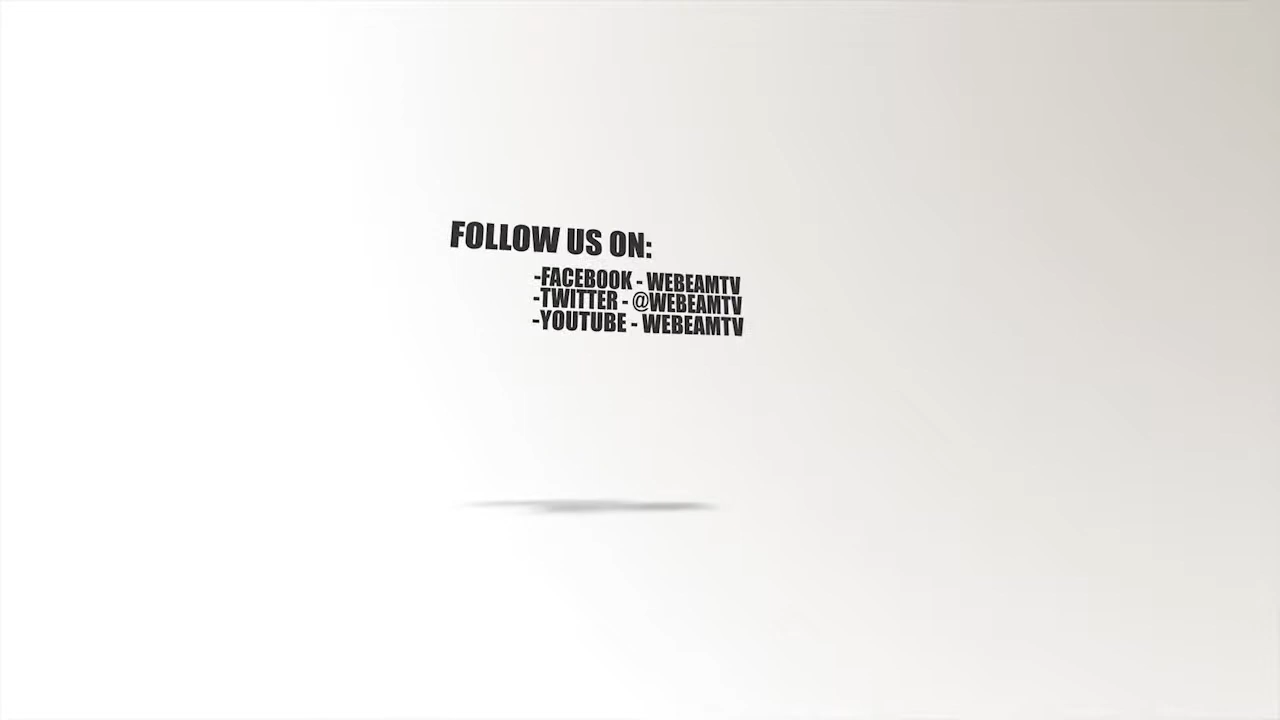 FOLLOW US ON:
-FACEBOOK - WEBEAMTV
-TWITTER - @WEBEAMTV
-YOUTUBE - WEBEAMTV